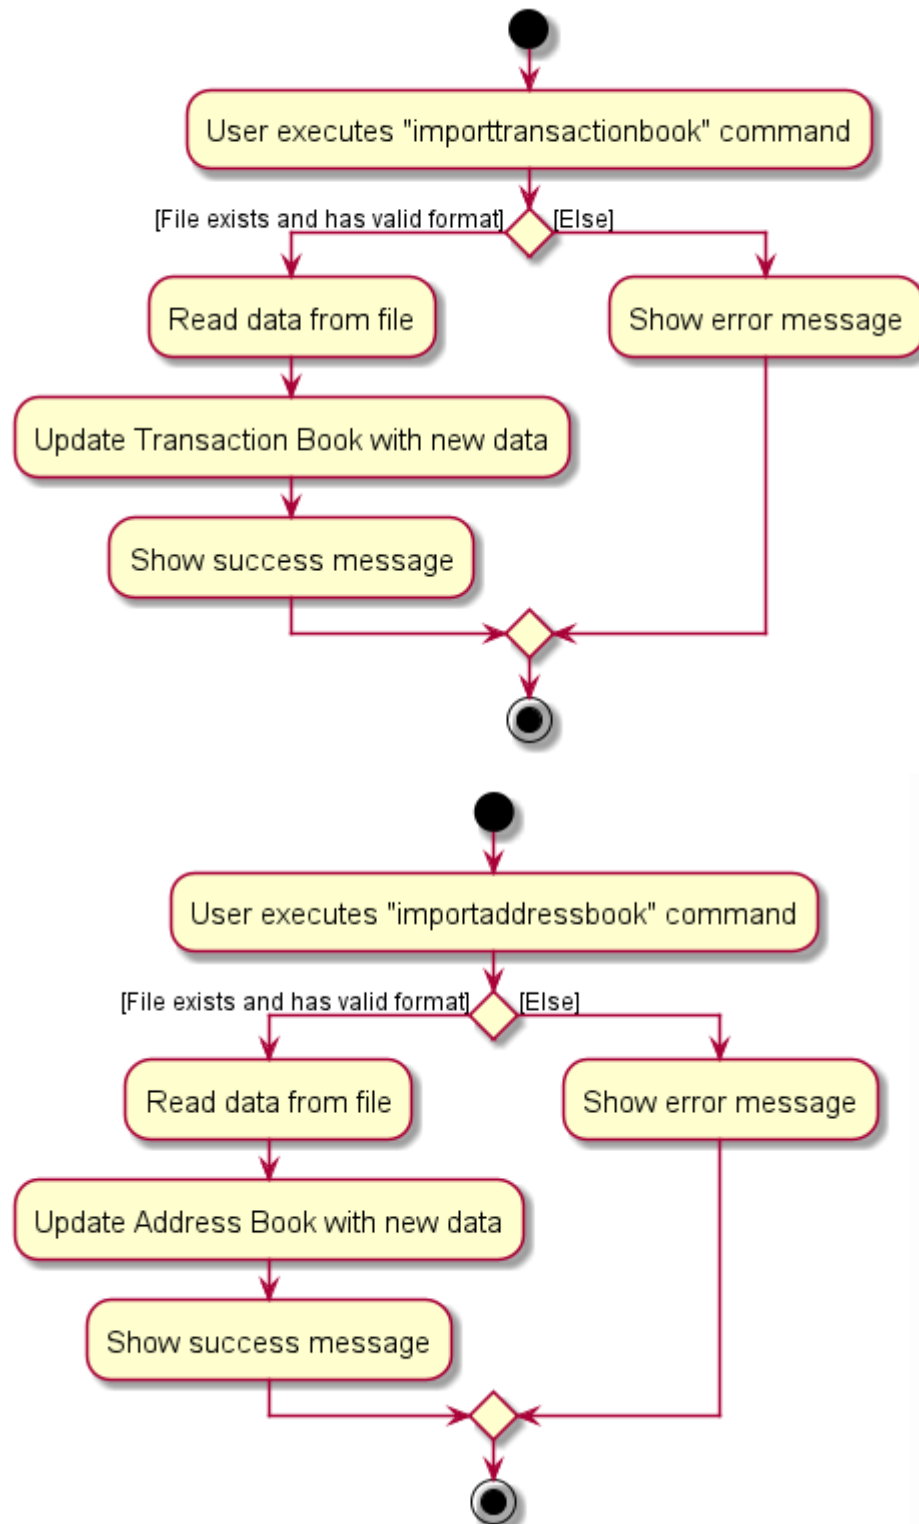 User executes "importtransactionbook" command
[File exists and has valid format]
[Else]
Read data from file
Show error message
Update Transaction Book with new data
Show success message
User executes "importaddressbook" command
[File exists and has valid format]
[Else]
Read data from file
Show error message
Update Address Book with new data
Show success message